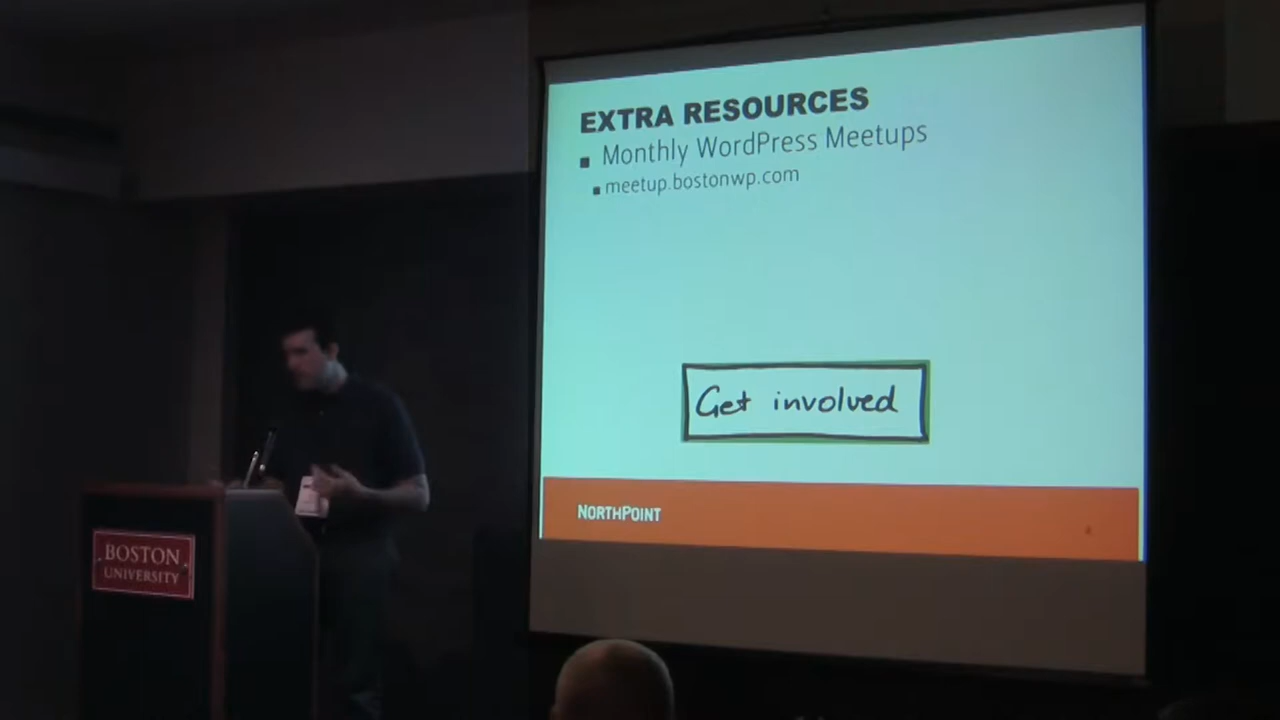 EXTRA RESOURCES
Monthly WordPress Meetups
meetup.bostonwp.com
Get involved
NORTHPOINT
BOSTON
UNIVERSITY